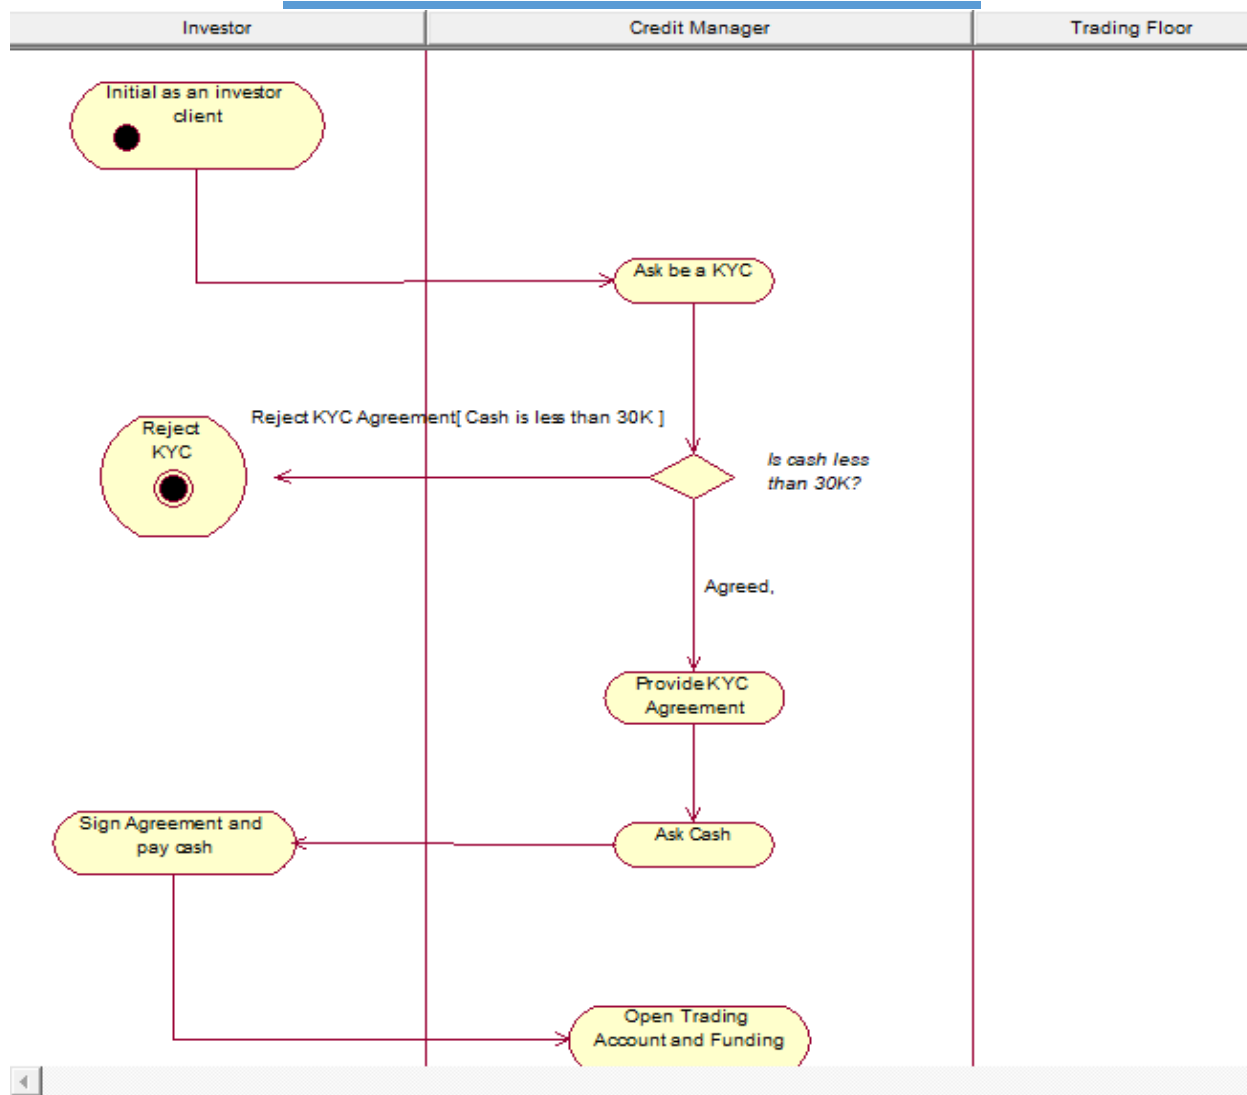 Investor
Credit Manager
Trading Floor
Initial as an investor
client
Ask be a KYC
Reject KYC Agreement[ Cash is less than 30K ]
Reject
KYC
Is cash less
than 30K?
Agreed,
Provide KYC
Agreement
Sign Agreement and
pay cash
Ask Cash
Open Trading
Account and Funding